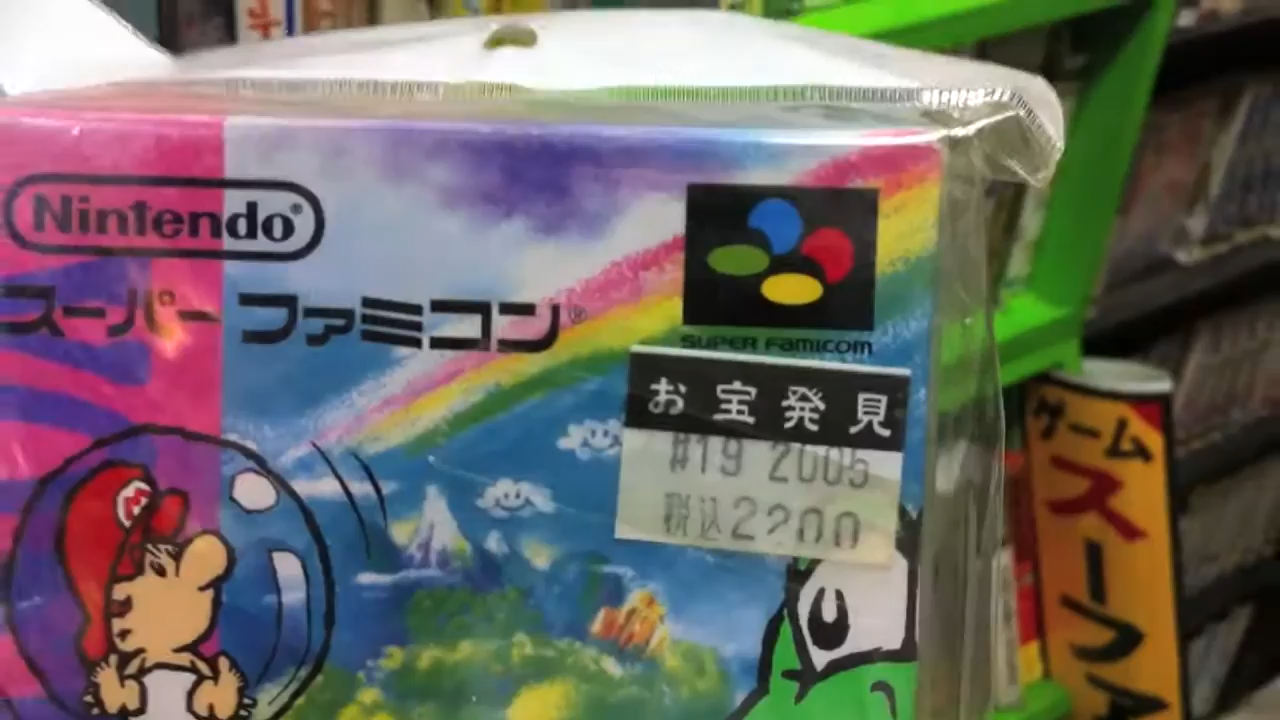 Nintendo®
スーパー ファミコン®
SUPER FAMICOM
お宝発見
#19 2005
税込2200
M
ゲーム
スーファ